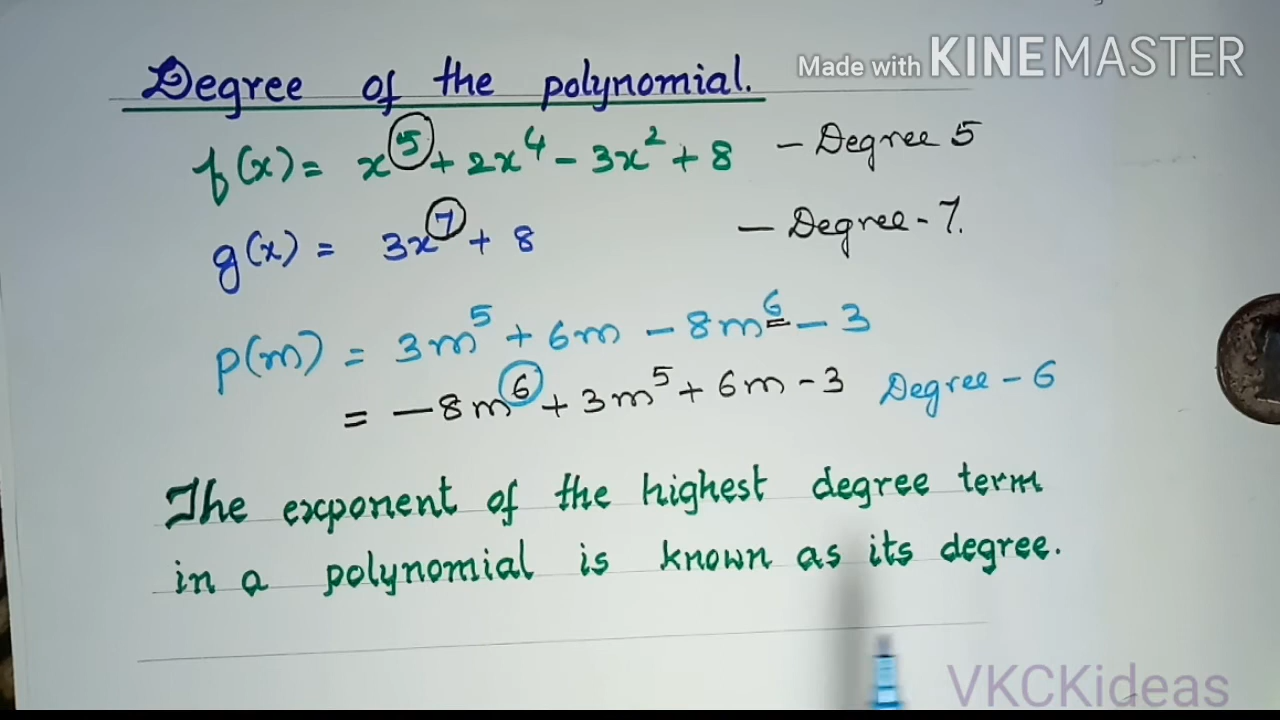 Made with KINEMASTER
Degree of the polynomial.
f(x) = x⁵ + 2x⁴ - 3x² + 8 - Degree 5
g(x) = 3x⁷ + 8 - Degree - 7.
p(m) = 3m⁵ + 6m - 8m⁶ - 3
= -8m⁶ + 3m⁵ + 6m - 3 Degree - 6
The exponent of the highest degree term
in a polynomial is known as its degree.
VKCKideas